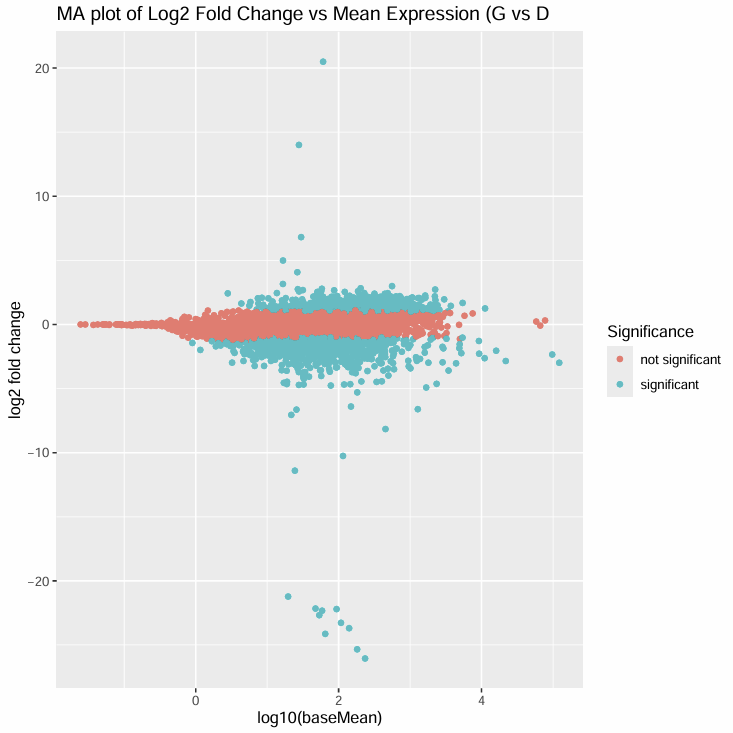 MA plot of Log2 Fold Change vs Mean Expression (G vs D
20
10
0
−10
−20
log2 fold change
0
2
4
log10(baseMean)
Significance
not significant
significant